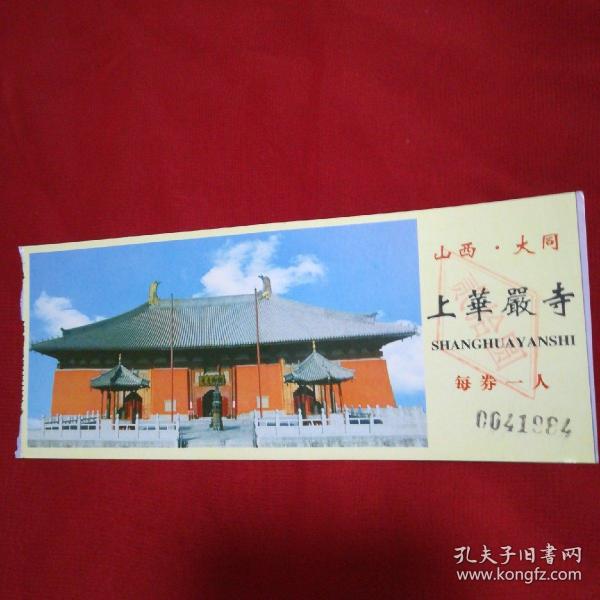 山西·大同
上華嚴寺
SHANGHUAYANSHI
每券一人
0041984
孔夫子旧书网
www.kongfz.com